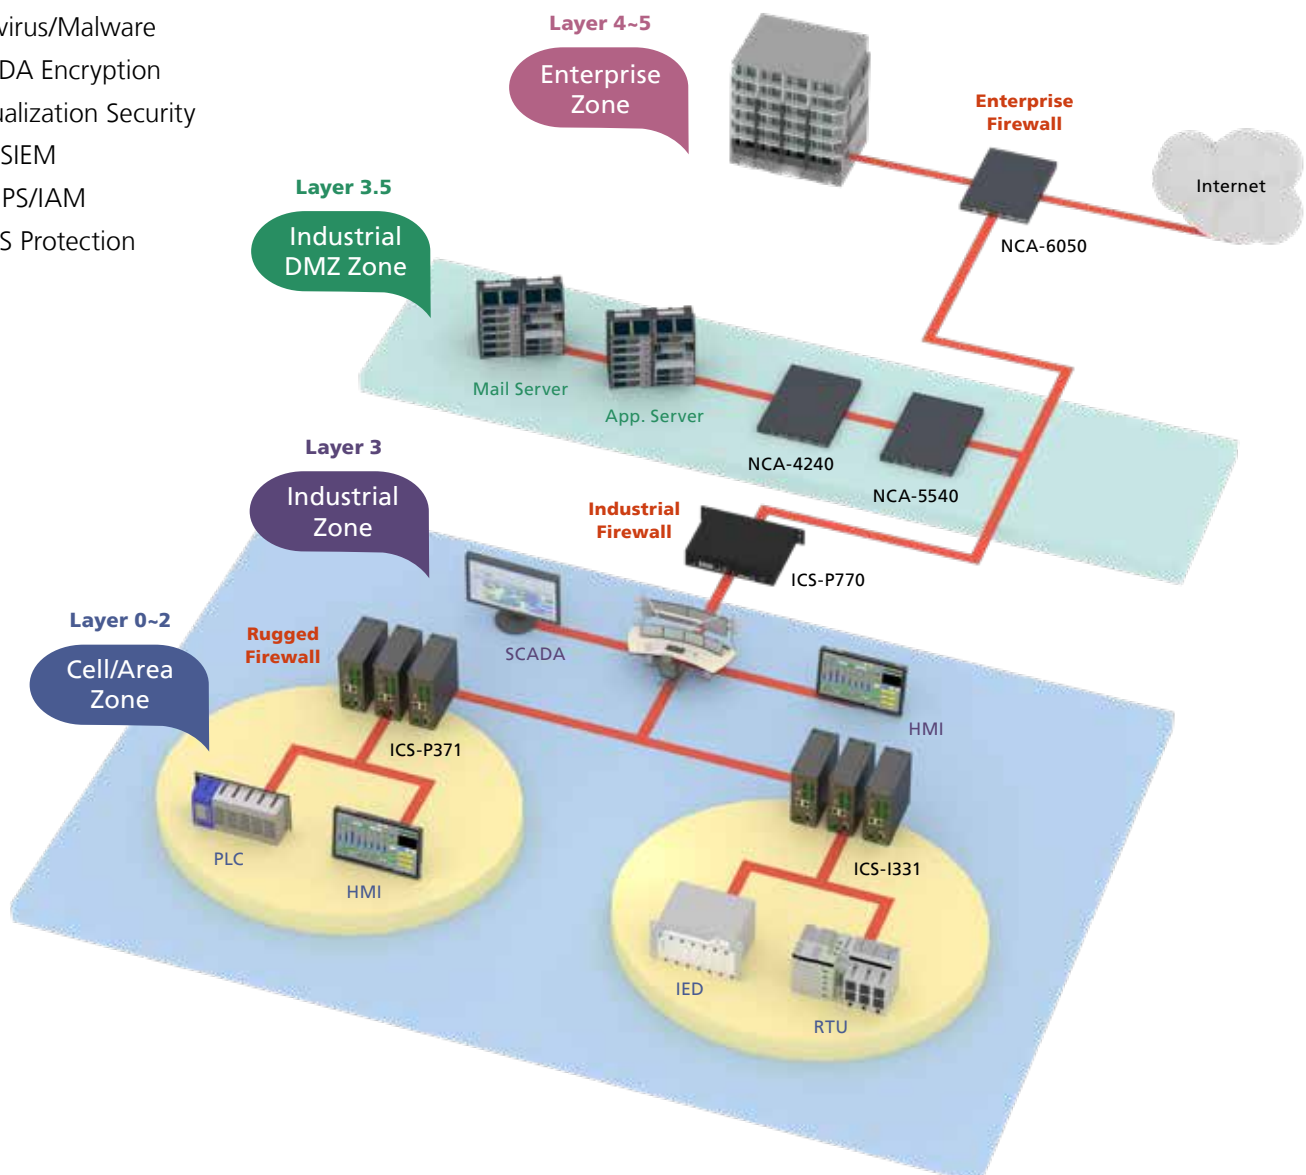 virus/Malware
DA Encryption
ualization Security
SIEM
PS/IAM
S Protection
Layer 4~5
Enterprise
Zone
Enterprise
Firewall
Internet
NCA-6050
Layer 3.5
Industrial
DMZ Zone
Mail Server
App. Server
NCA-4240
NCA-5540
Layer 3
Industrial
Zone
Industrial
Firewall
ICS-P770
Layer 0~2
Cell/Area
Zone
Rugged
Firewall
SCADA
HMI
ICS-P371
PLC
HMI
ICS-I331
IED
RTU